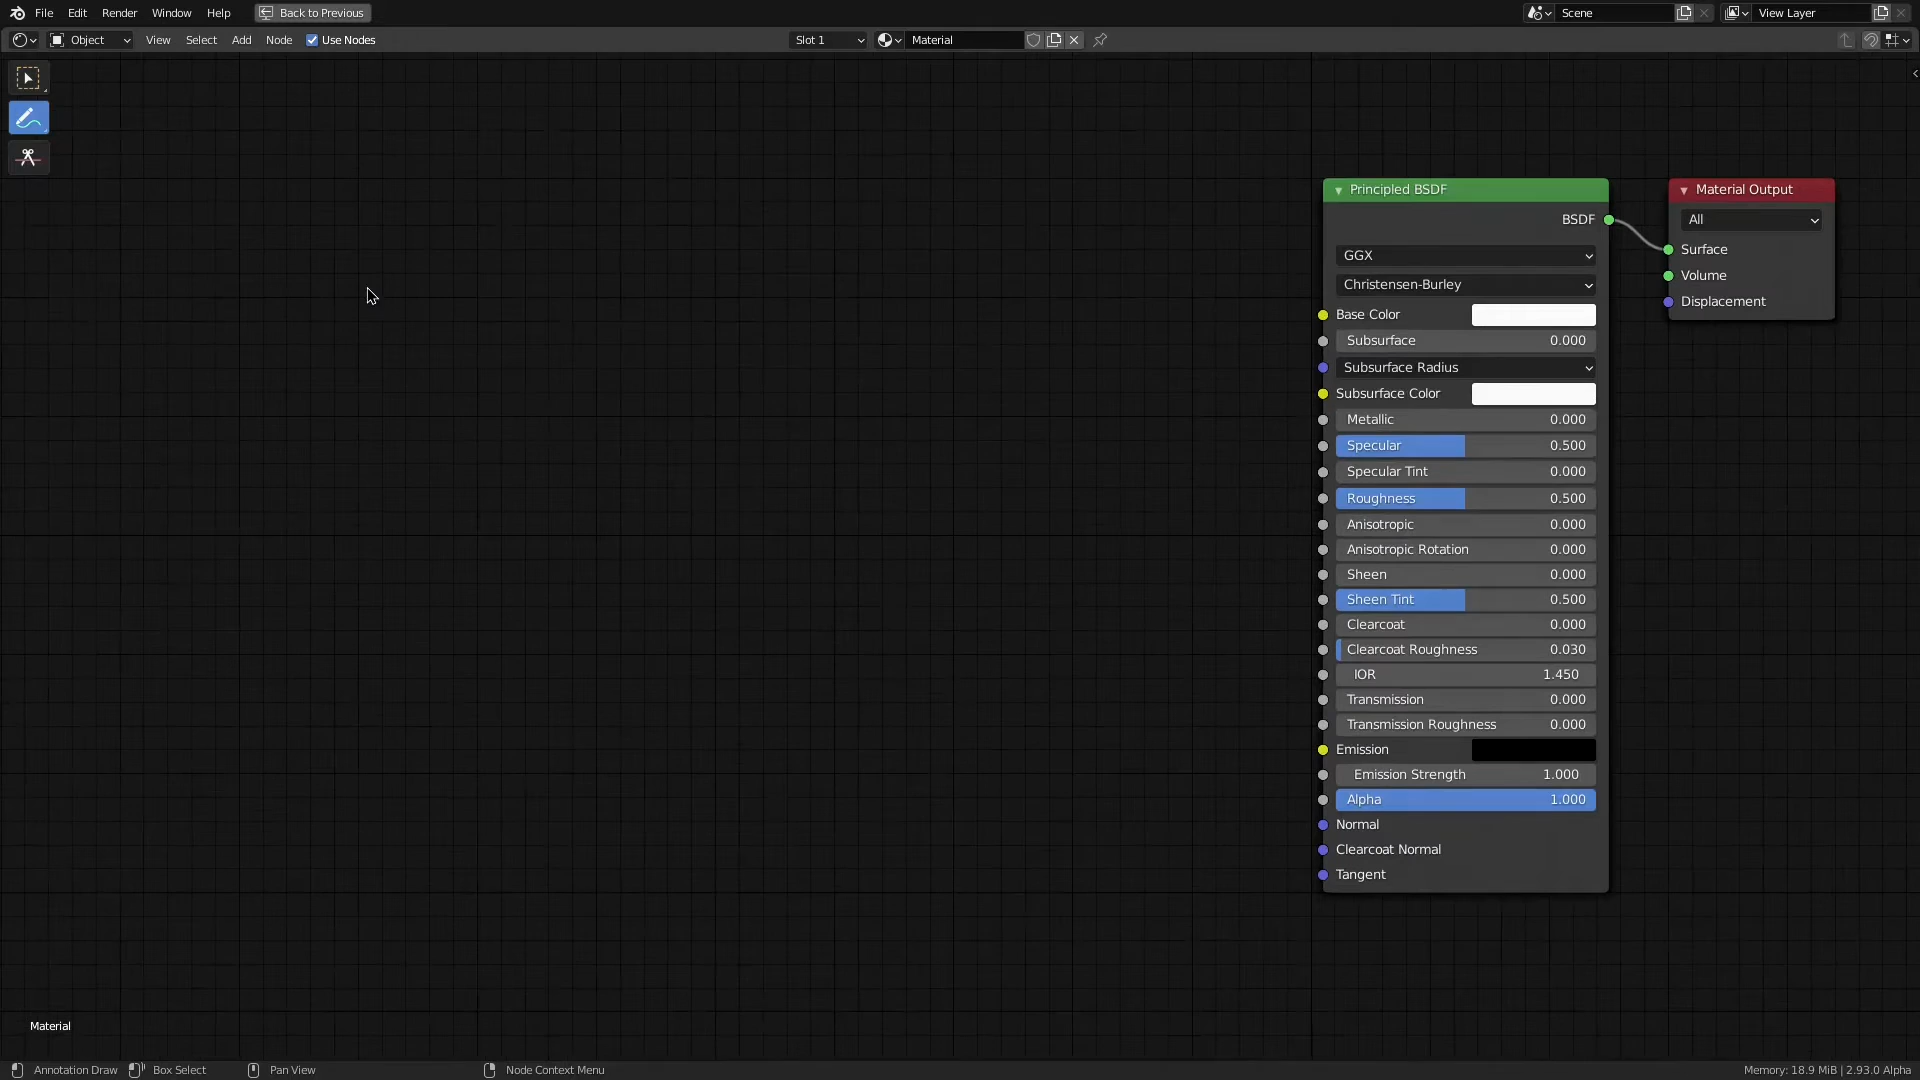 File Edit Render Window Help Back to Previous Scene View Layer
Object View Select Add Node Use Nodes Slot 1 Material
Principled BSDF
BSDF
GGX
Christensen-Burley
Base Color
Subsurface 0.000
Subsurface Radius
Subsurface Color
Metallic 0.000
Specular 0.500
Specular Tint 0.000
Roughness 0.500
Anisotropic 0.000
Anisotropic Rotation 0.000
Sheen 0.000
Sheen Tint 0.500
Clearcoat 0.000
Clearcoat Roughness 0.030
IOR 1.450
Transmission 0.000
Transmission Roughness 0.000
Emission
Emission Strength 1.000
Alpha 1.000
Normal
Clearcoat Normal
Tangent
Material Output
All
Surface
Volume
Displacement
Material
Annotation Draw Box Select Pan View Node Context Menu Memory: 18.9 MiB | 2.93.0 Alpha